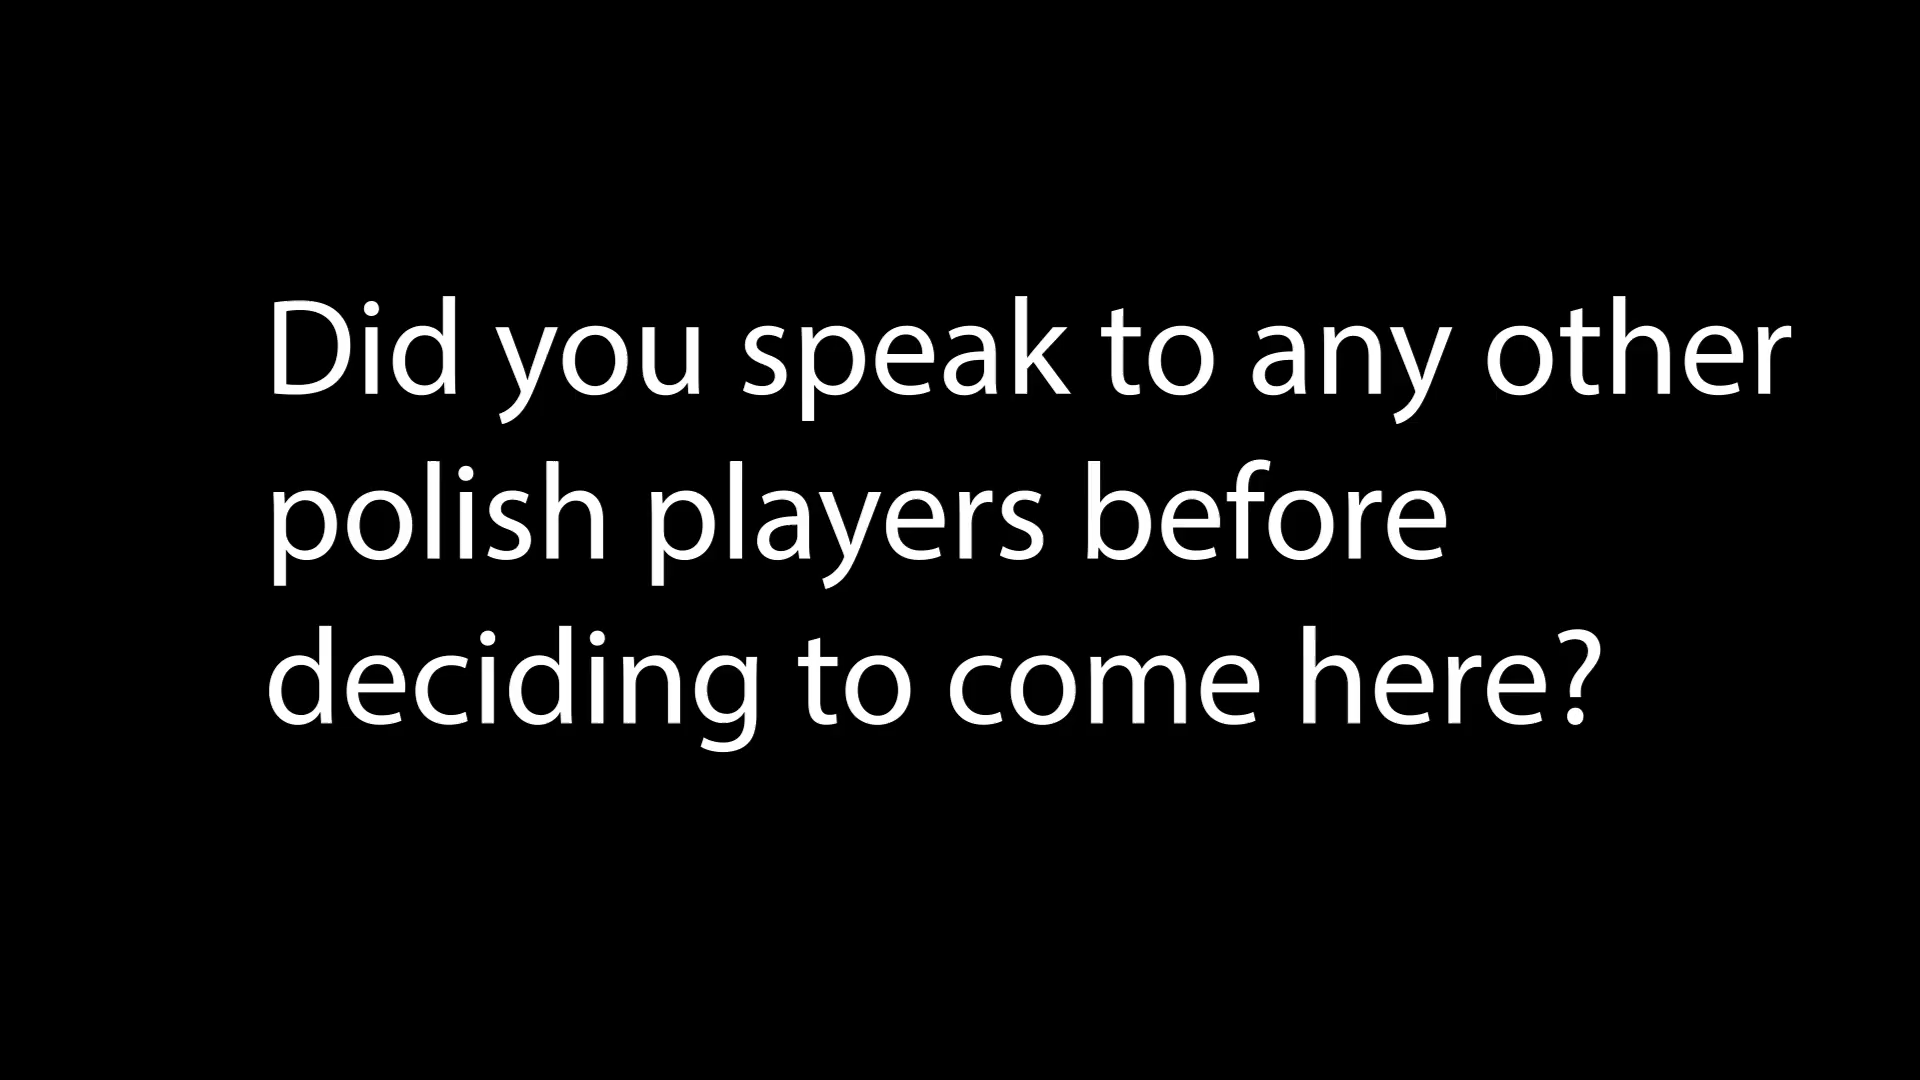 Did you speak to any other
polish players before
deciding to come here?